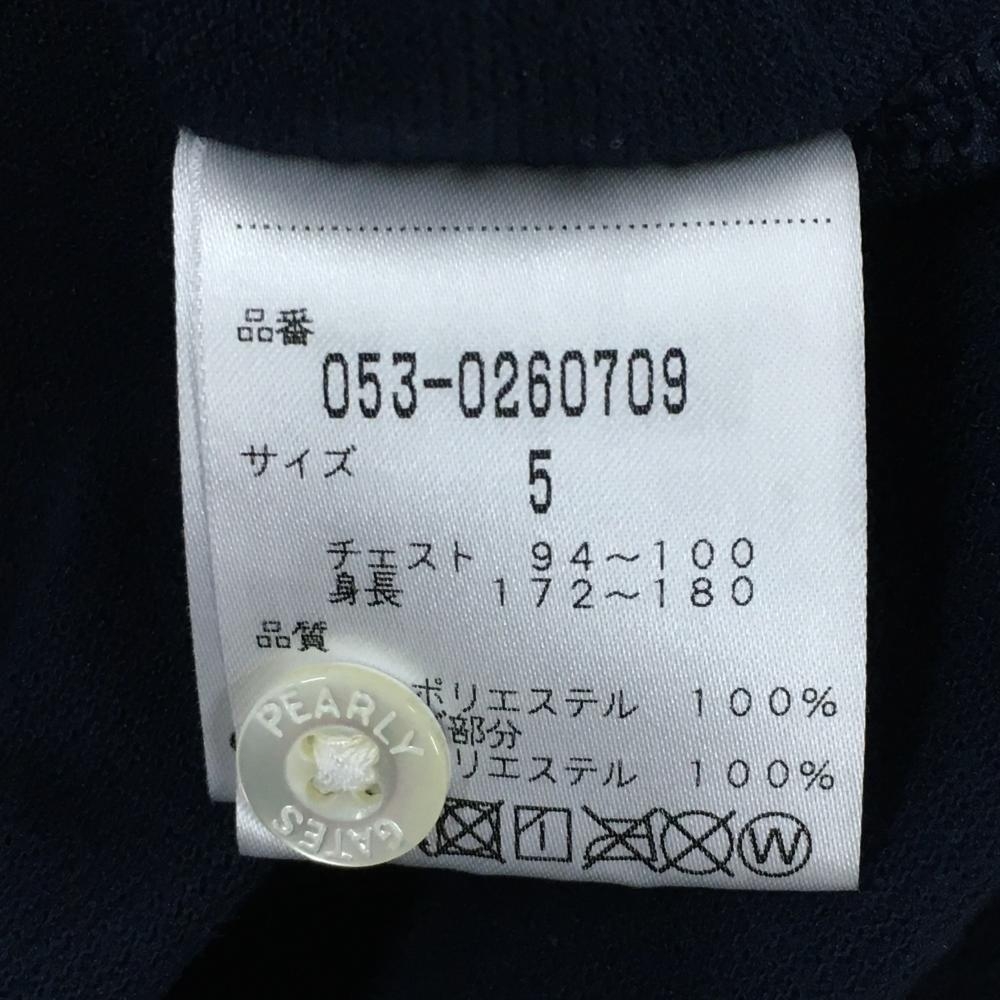 品番
053-0260709
サイズ 5
チェスト 94～100
身長 172～180
品質
ポリエステル 100%
部分
リエステル 100%
PEARLY
GATES
W